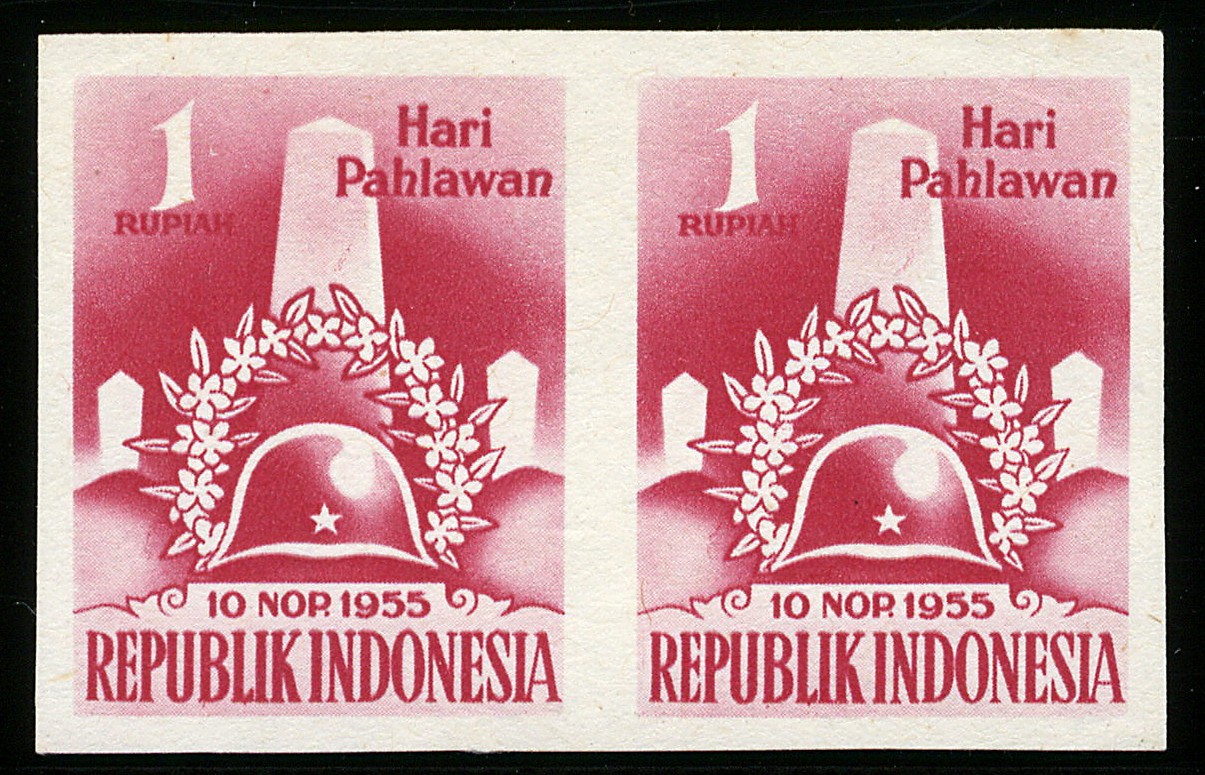 1
RUPIAH
Hari
Pahlawan
10 NOP. 1955
REPUBLIK INDONESIA
1
RUPIAH
Hari
Pahlawan
10 NOP. 1955
REPUBLIK INDONESIA